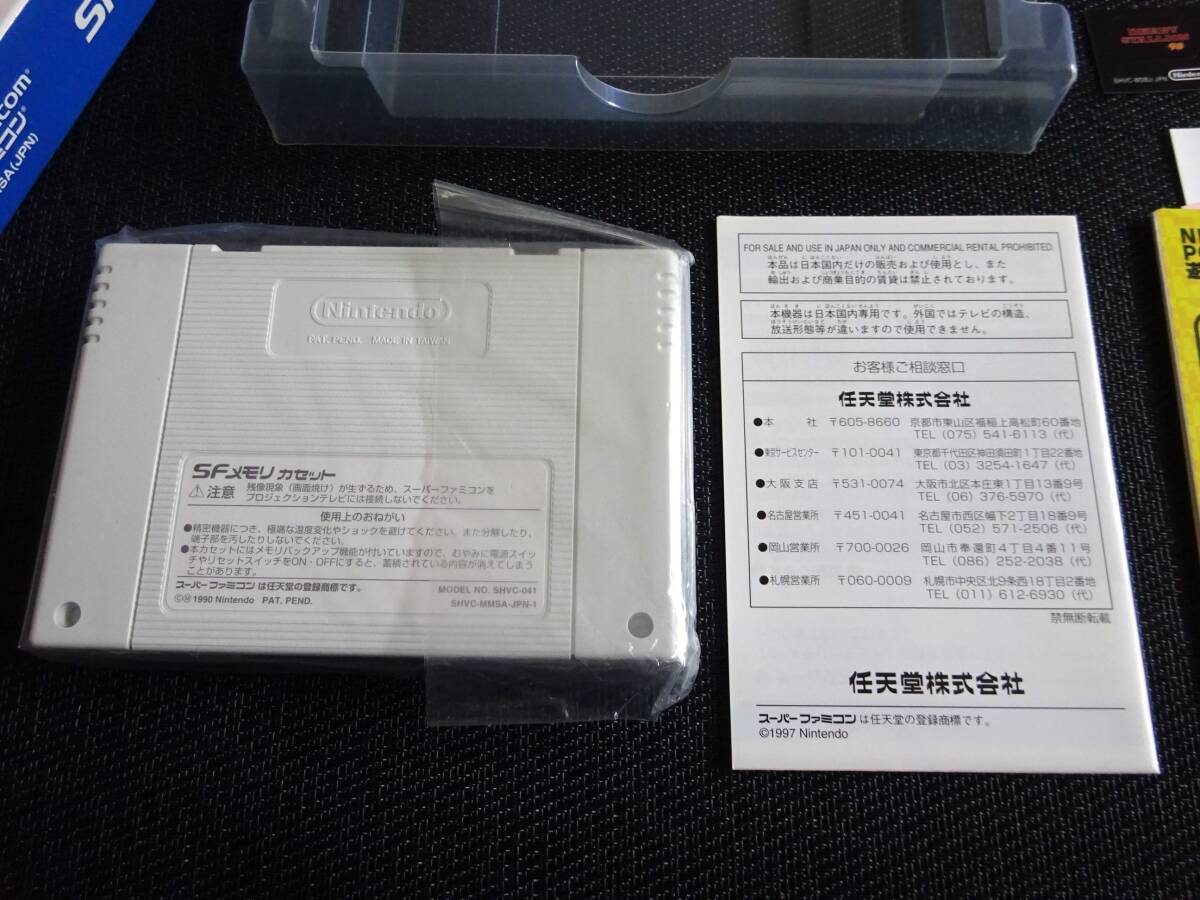 com
コン®
MSA(JPN)
DERBY
STALLION
98
Nintendo
PAT. PEND. MADE IN TAIWAN
SFメモリ カセット
⚠注意 残像現象（画面焼け）が生ずるため、スーパーファミコンを
プロジェクションテレビには接続しないでください。
使用上のおねがい
●精密機器につき、極端な温度変化やショックを避けてください。また分解したり、
端子部を汚したりしないでください。
●本カセットにはメモリバックアップ機能が付いていますので、むやみに電源スイッ
チやリセットスイッチをON・OFFにすると、蓄積されている内容が消えてしまう
ことがあります。
スーパーファミコンは任天堂の登録商標です。
MODEL NO. SHVC-041
©Ⓜ1990 Nintendo PAT. PEND.
SHVC-MMSA-JPN-1
FOR SALE AND USE IN JAPAN ONLY AND COMMERCIAL RENTAL PROHIBITED.
本品は日本国内だけの販売および使用とし、また
輸出および商業目的の賃貸は禁止されております。
本機器は日本国内専用です。外国ではテレビの構造、
放送形態等が違いますので使用できません。
お客様ご相談窓口
任天堂株式会社
●本 社 〒605-8660 京都市東山区福稲上高松町60番地
TEL (075) 541-6113（代）
●東京サービスセンター 〒101-0041 東京都千代田区神田須田町1丁目22番地
TEL (03) 3254-1647（代）
●大阪支店 〒531-0074 大阪市北区本庄東1丁目13番9号
TEL (06) 376-5970（代）
●名古屋営業所 〒451-0041 名古屋市西区幅下2丁目18番9号
TEL (052) 571-2506（代）
●岡山営業所 〒700-0026 岡山市奉還町4丁目4番11号
TEL (086) 252-2038（代）
●札幌営業所 〒060-0009 札幌市中央区北9条西18丁目2番地
TEL (011) 612-6930（代）
禁無断転載
任天堂株式会社
スーパーファミコンは任天堂の登録商標です。
©1997 Nintendo